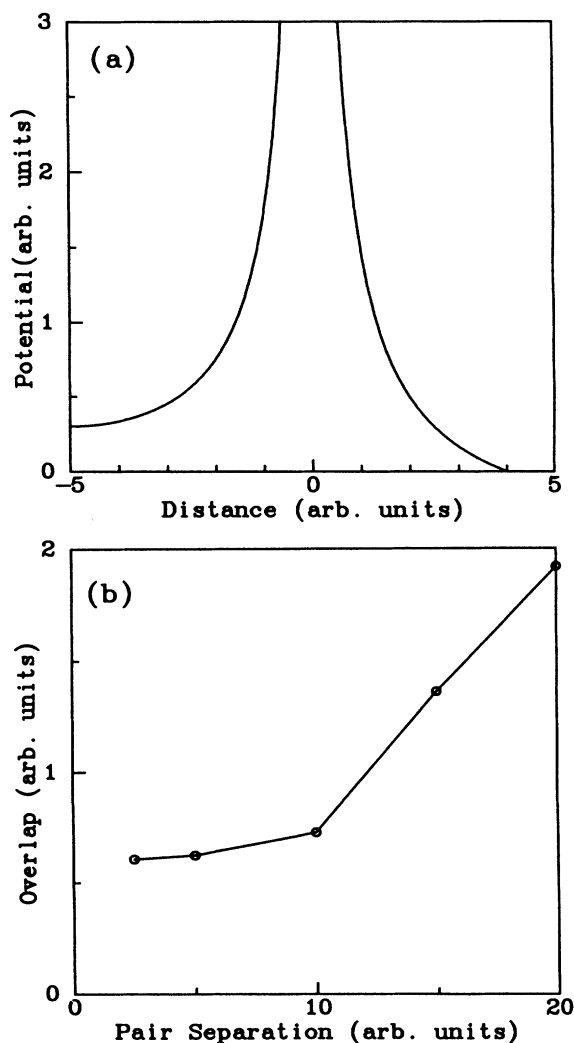 (a)
3
2
1
0
Potential(arb. units)
-5
0
5
Distance (arb. units)
(b)
2
1
0
Overlap (arb. units)
0
10
20
Pair Separation (arb. units)